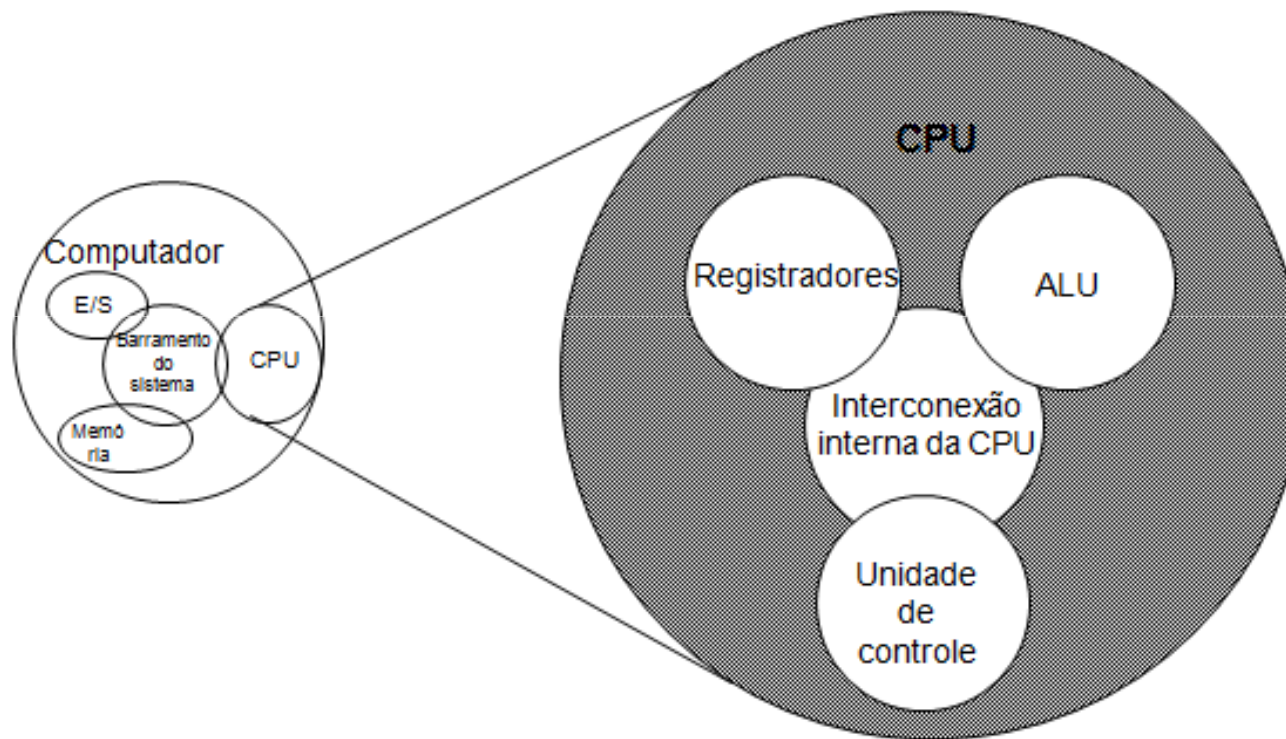 Computador
E/S
Barramento
do
sistema
CPU
Memó
ria
CPU
Registradores
ALU
Interconexão
interna da CPU
Unidade
de
controle